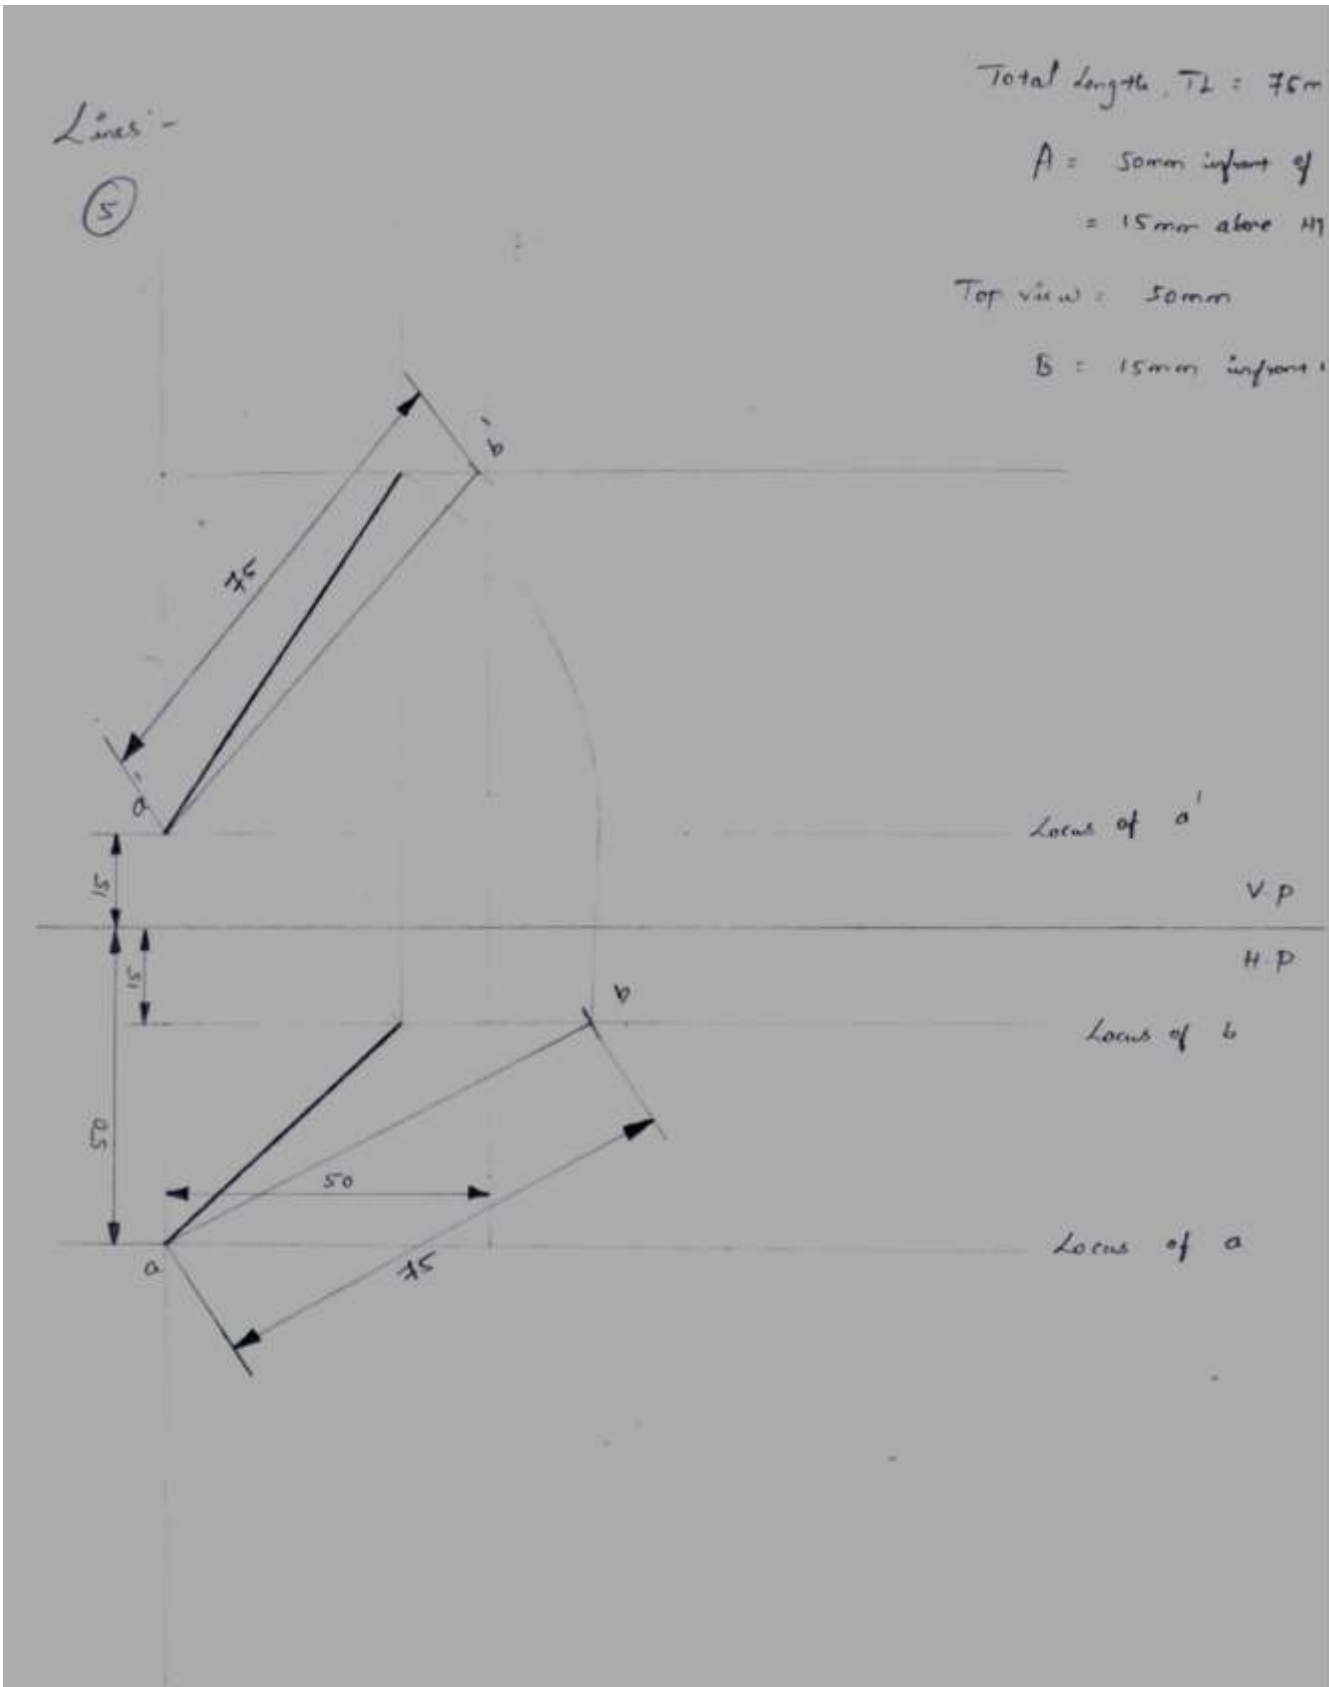 Total Length, TL = 75m
Lines:-
5
A = 50mm infront of
= 15mm above HP
Top view = 50mm
B = 15mm infront
b'
75
a'
Locus of a'
15
V.P
H.P
15
b
Locus of b
50
50
75
Locus of a
a